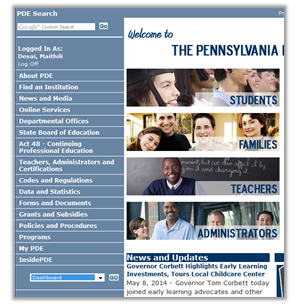 PDE Search
Google™ Custom Search
GO
Logged In As:
Desai, Maithili
Log Off
About PDE
Find an Institution
News and Media
Online Services
Departmental Offices
State Board of Education
Act 48 - Continuing
Professional Education
Teachers, Administrators and
Certifications
Codes and Regulations
Data and Statistics
Forms and Documents
Grants and Subsidies
Policies and Procedures
Programs
My PDE
InsidePDE
Dashboard
GO
Welcome to
THE PENNSYLVANIA
STUDENTS
FAMILIES
TEACHERS
ADMINISTRATORS
News and Updates
Governor Corbett Highlights Early Learning
Investments, Tours Local Childcare Center
May 8, 2014 - Governor Tom Corbett today
joined early learning advocates and other